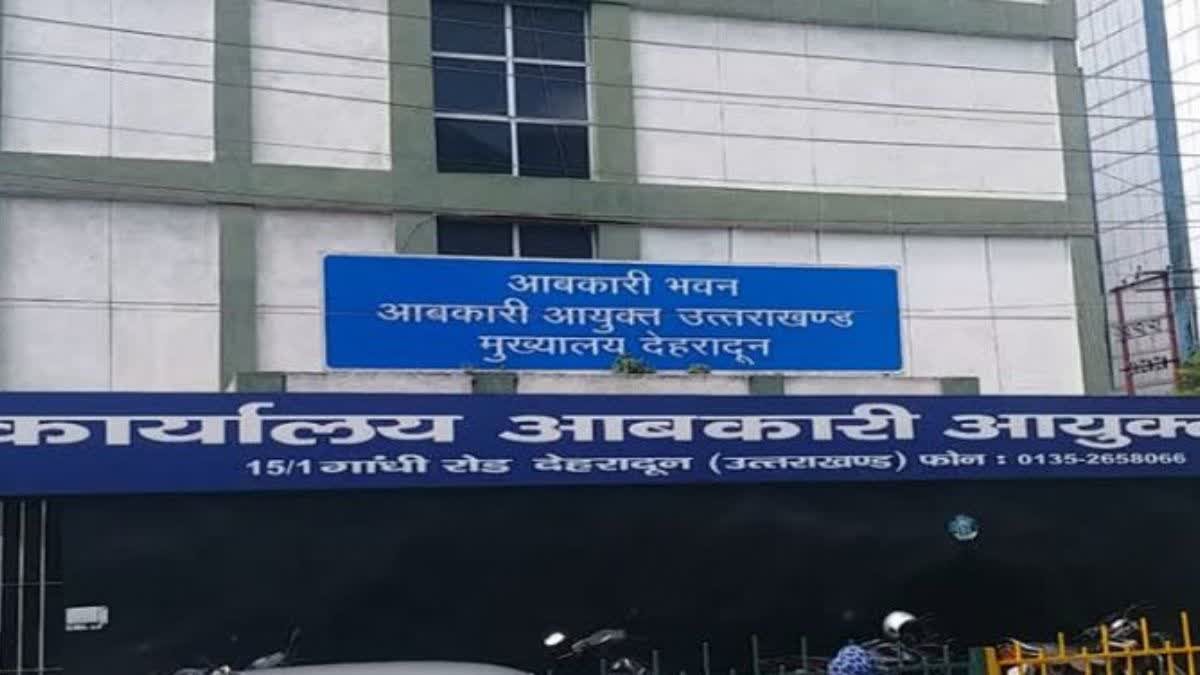 आबकारी भवन
आबकारी आयुक्त उत्तराखण्ड
मुख्यालय देहरादून
कार्यालय आबकारी आयुक्त
15/1 गांधी रोड देहरादून (उत्तराखण्ड) फोन : 0135-2658066